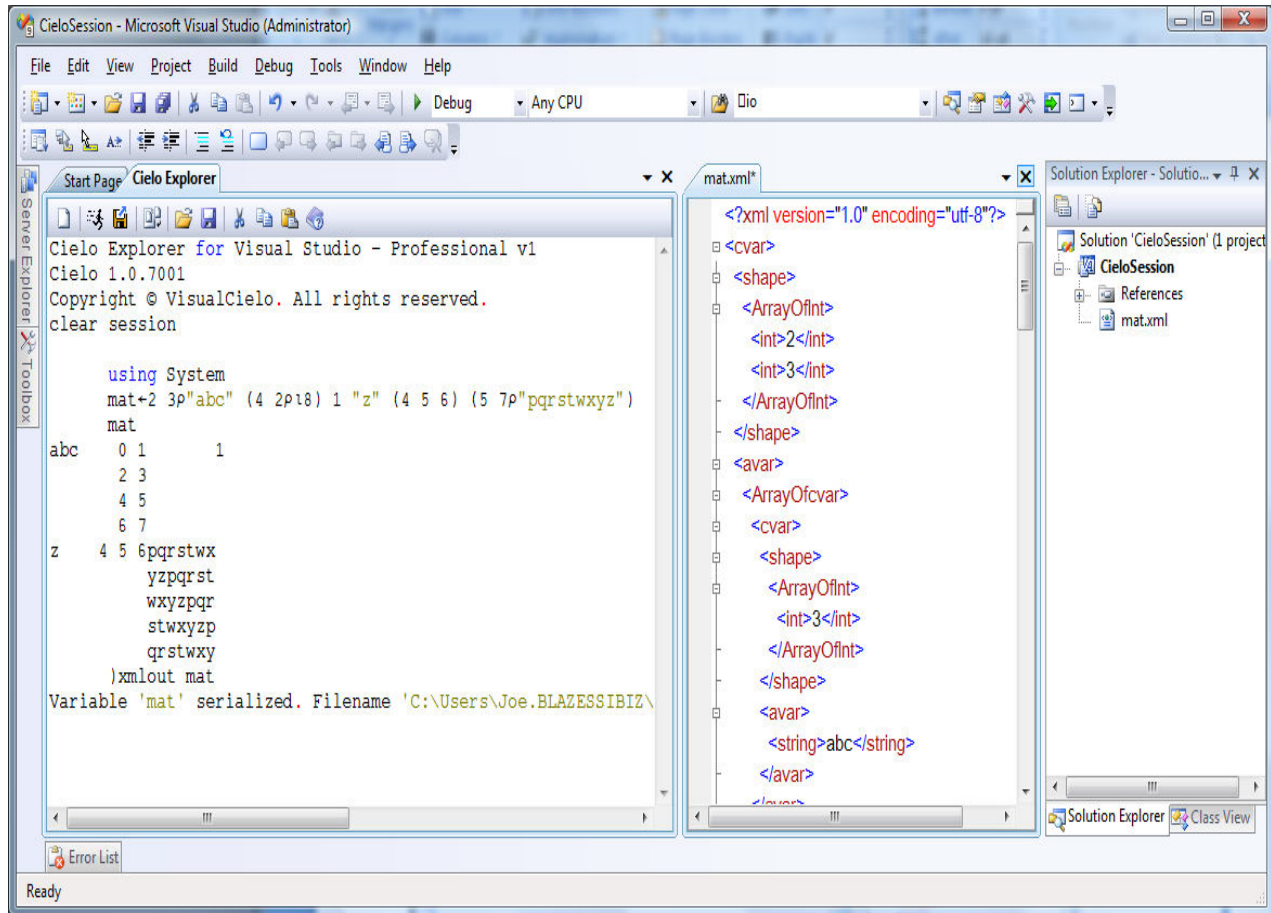 CieloSession - Microsoft Visual Studio (Administrator)
File Edit View Project Build Debug Tools Window Help
Debug Any CPU ⎕io
Server Explorer
Toolbox
Start Page Cielo Explorer
Cielo Explorer for Visual Studio - Professional v1
Cielo 1.0.7001
Copyright © VisualCielo. All rights reserved.
clear session
using System
mat←2 3⍴"abc" (4 2⍴⍳8) 1 "z" (4 5 6) (5 7⍴"pqrstwxyz")
mat
abc 0 1 1
2 3
4 5
6 7
z 4 5 6pqrstwx
yzpqrst
wxyzpqr
stwxyzp
qrstwxy
)xmlout mat
Variable 'mat' serialized. Filename 'C:\Users\Joe.BLAZESSIBIZ\
mat.xml*
<?xml version="1.0" encoding="utf-8"?>
<cvar>
<shape>
<ArrayOfInt>
<int>2</int>
<int>3</int>
</ArrayOfInt>
</shape>
<avar>
<ArrayOfcvar>
<cvar>
<shape>
<ArrayOfInt>
<int>3</int>
</ArrayOfInt>
</shape>
<avar>
<string>abc</string>
</avar>
Solution Explorer - Solutio...
Solution 'CieloSession' (1 project
CieloSession
References
mat.xml
Solution Explorer Class View
Error List
Ready